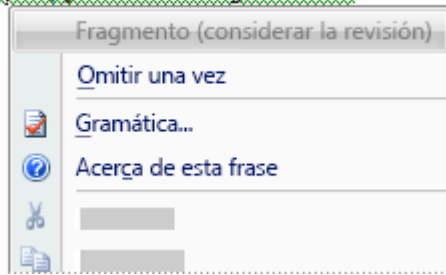 Fragmento (considerar la revisión)
Omitir una vez
Gramática...
Acerca de esta frase